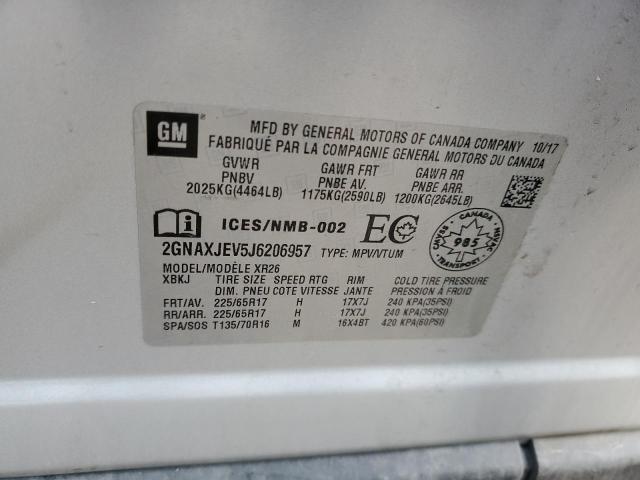 GM
MFD BY GENERAL MOTORS OF CANADA COMPANY 10/17
FABRIQUÉ PAR LA COMPAGNIE GENERAL MOTORS DU CANADA
GVWR GAWR FRT GAWR RR
PNBV PNBE AV. PNBE ARR.
2025KG(4464LB) 1175KG(2590LB) 1200KG(2645LB)
ICES/NMB-002 EC
CANADA
CMVSS 985 NSVAC
2GNAXJEV5J6206957 TYPE: MPV/VTUM
MODEL/MODÈLE XR26
XBKJ TIRE SIZE SPEED RTG RIM COLD TIRE PRESSURE
DIM. PNEU COTE VITESSE JANTE PRESSION À FROID
FRT/AV. 225/65R17 H 17X7J 240 KPA(35PSI)
RR/ARR. 225/65R17 H 17X7J 240 KPA(35PSI)
SPA/SOS T135/70R16 M 16X4BT 420 KPA(60PSI)